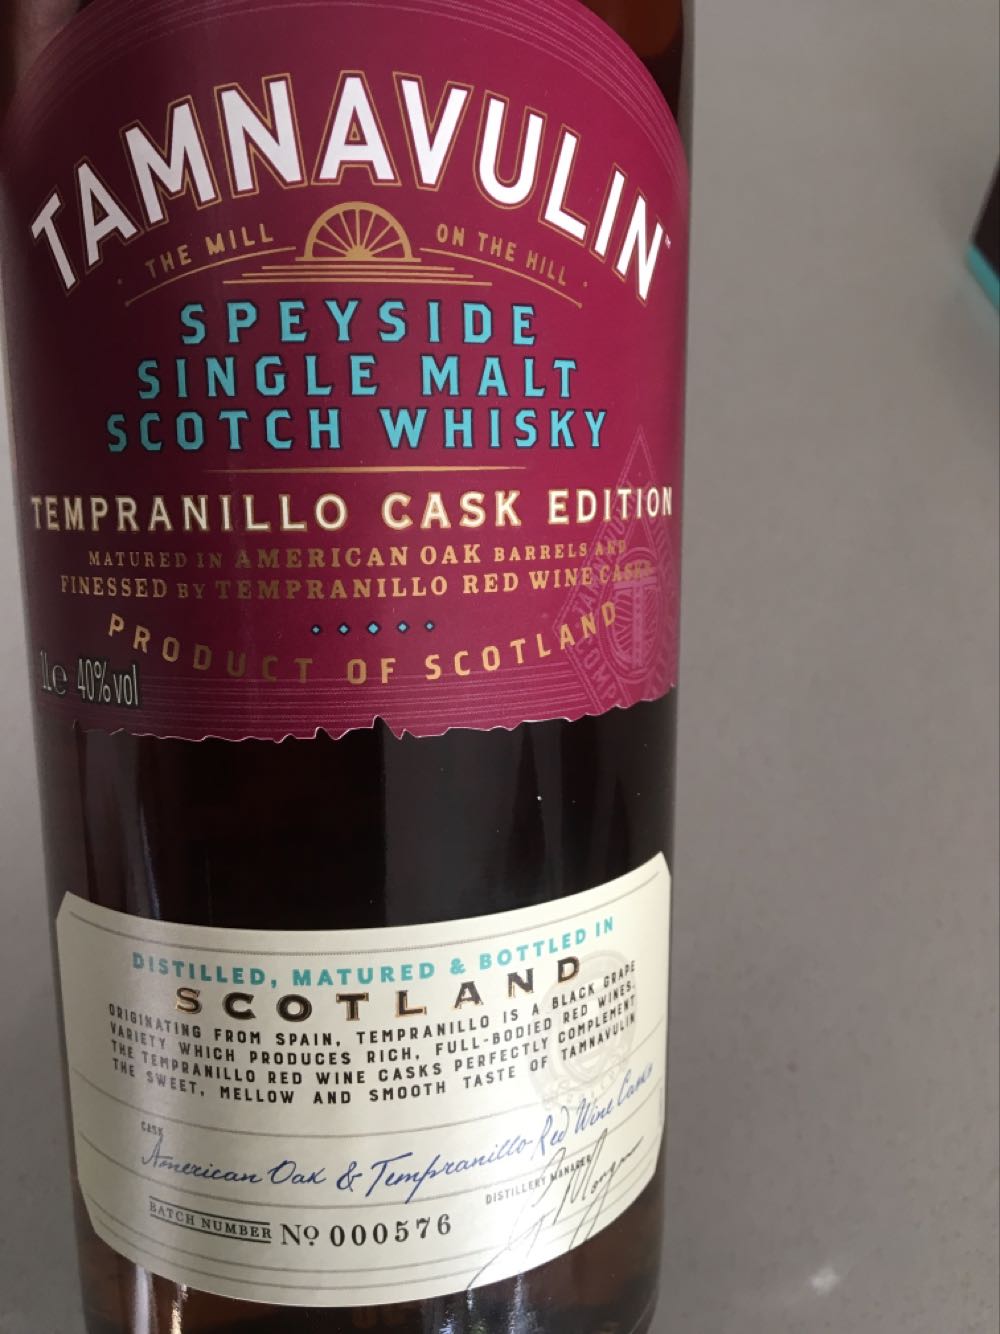 TAMNAVULIN™
THE MILL ON THE HILL
SPEYSIDE
SINGLE MALT
SCOTCH WHISKY
TEMPRANILLO CASK EDITION
MATURED IN AMERICAN OAK BARRELS AND
FINESSED BY TEMPRANILLO RED WINE CASKS
PRODUCT OF SCOTLAND
1Le 40%vol
DISTILLED, MATURED & BOTTLED IN
SCOTLAND
ORIGINATING FROM SPAIN, TEMPRANILLO IS A BLACK GRAPE
VARIETY WHICH PRODUCES RICH, FULL-BODIED RED WINES.
THE TEMPRANILLO RED WINE CASKS PERFECTLY COMPLEMENT
THE SWEET, MELLOW AND SMOOTH TASTE OF TAMNAVULIN
CASK
American Oak & Tempranillo Red Wine Casks
DISTILLERY MANAGER
BATCH NUMBER Nº 000576